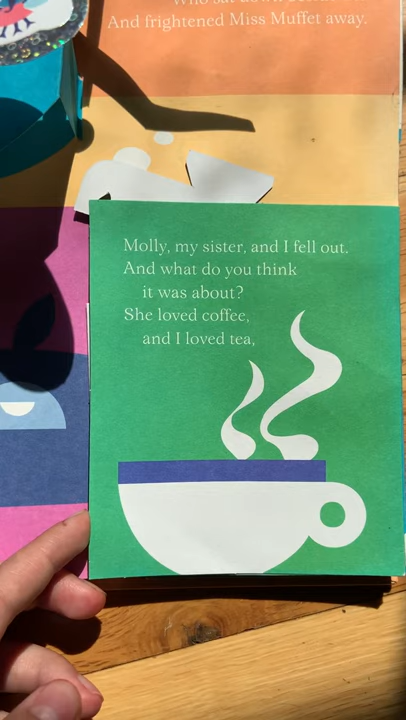 And frightened Miss Muffet away.
Molly, my sister, and I fell out.
And what do you think
it was about?
She loved coffee,
and I loved tea,